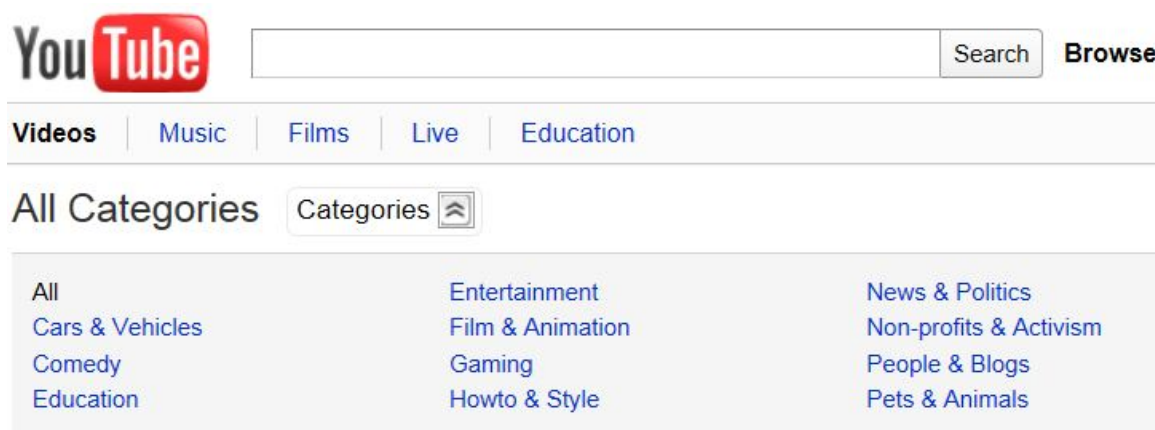 YouTube Search Browse
Videos Music Films Live Education
All Categories Categories
All Entertainment News & Politics
Cars & Vehicles Film & Animation Non-profits & Activism
Comedy Gaming People & Blogs
Education Howto & Style Pets & Animals